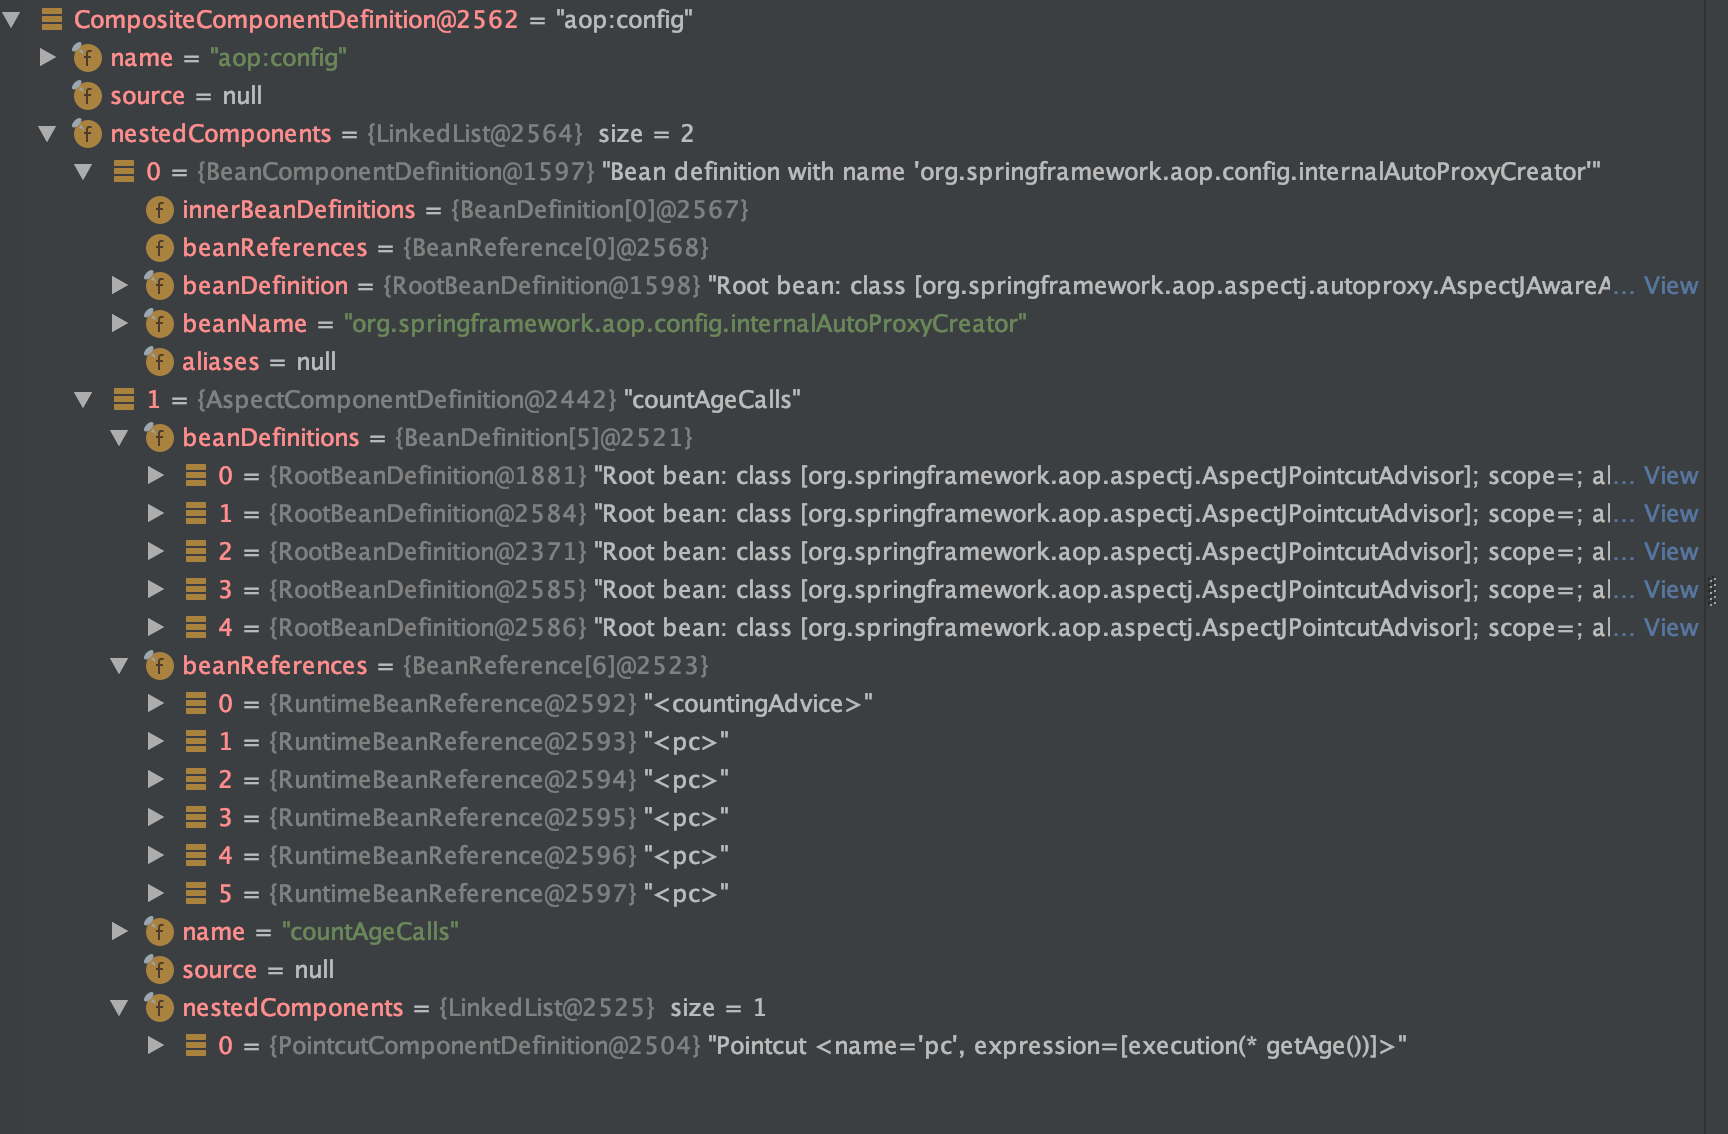 CompositeComponentDefinition@2562 = "aop:config"
f name = "aop:config"
f source = null
f nestedComponents = {LinkedList@2564} size = 2
0 = {BeanComponentDefinition@1597} "Bean definition with name 'org.springframework.aop.config.internalAutoProxyCreator'"
f innerBeanDefinitions = {BeanDefinition[0]@2567}
f beanReferences = {BeanReference[0]@2568}
f beanDefinition = {RootBeanDefinition@1598} "Root bean: class [org.springframework.aop.aspectj.autoproxy.AspectJAwareA... View
f beanName = "org.springframework.aop.config.internalAutoProxyCreator"
f aliases = null
1 = {AspectComponentDefinition@2442} "countAgeCalls"
f beanDefinitions = {BeanDefinition[5]@2521}
0 = {RootBeanDefinition@1881} "Root bean: class [org.springframework.aop.aspectj.AspectJPointcutAdvisor]; scope=; al... View
1 = {RootBeanDefinition@2584} "Root bean: class [org.springframework.aop.aspectj.AspectJPointcutAdvisor]; scope=; al... View
2 = {RootBeanDefinition@2371} "Root bean: class [org.springframework.aop.aspectj.AspectJPointcutAdvisor]; scope=; al... View
3 = {RootBeanDefinition@2585} "Root bean: class [org.springframework.aop.aspectj.AspectJPointcutAdvisor]; scope=; al... View
4 = {RootBeanDefinition@2586} "Root bean: class [org.springframework.aop.aspectj.AspectJPointcutAdvisor]; scope=; al... View
f beanReferences = {BeanReference[6]@2523}
0 = {RuntimeBeanReference@2592} "<countingAdvice>"
1 = {RuntimeBeanReference@2593} "<pc>"
2 = {RuntimeBeanReference@2594} "<pc>"
3 = {RuntimeBeanReference@2595} "<pc>"
4 = {RuntimeBeanReference@2596} "<pc>"
5 = {RuntimeBeanReference@2597} "<pc>"
f name = "countAgeCalls"
f source = null
f nestedComponents = {LinkedList@2525} size = 1
0 = {PointcutComponentDefinition@2504} "Pointcut <name='pc', expression=[execution(* getAge())]>"